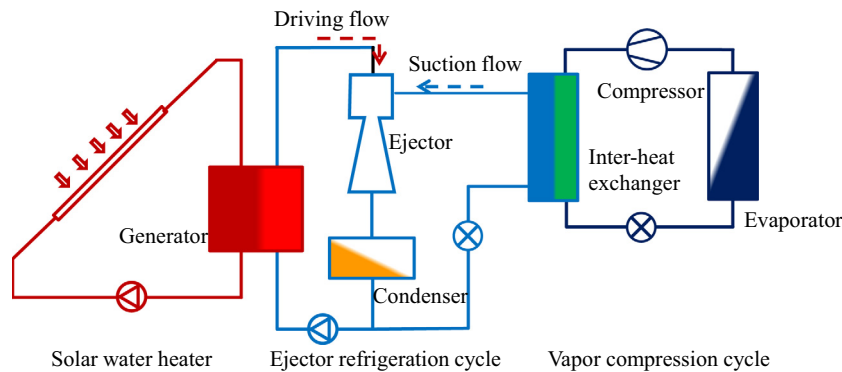 Driving flow
Suction flow
Compressor
Ejector
Inter-heat
exchanger
Generator
Evaporator
Condenser
Solar water heater
Ejector refrigeration cycle
Vapor compression cycle